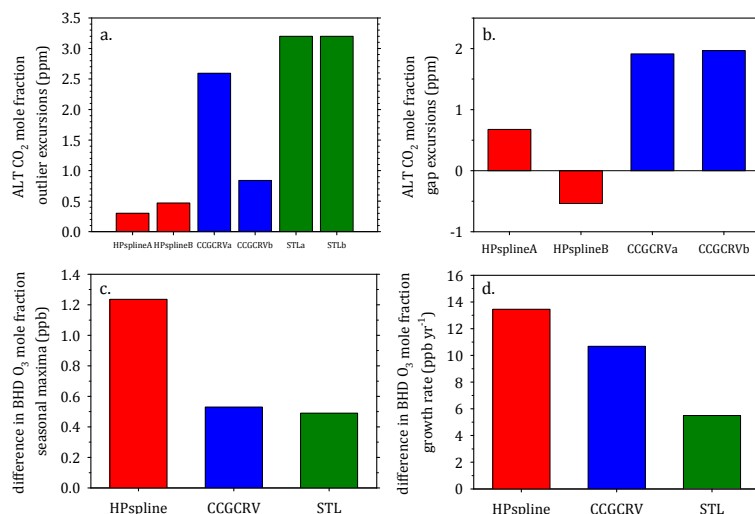 a.
ALT CO2 mole fraction
outlier excursions (ppm)
3.5
3.0
2.5
2.0
1.5
1.0
0.5
0.0
HPsplineA HPsplineB CCGCRVa CCGCRVb STLa STLb
b.
ALT CO2 mole fraction
gap excursions (ppm)
2
1
0
-1
HPsplineA HPsplineB CCGCRVa CCGCRVb
c.
difference in BHD O3 mole fraction
seasonal maxima (ppb)
1.4
1.2
1.0
0.8
0.6
0.4
0.2
0.0
HPspline CCGCRV STL
d.
difference in BHD O3 mole fraction
growth rate (ppb yr-1)
16
14
12
10
8
6
4
2
0
HPspline CCGCRV STL